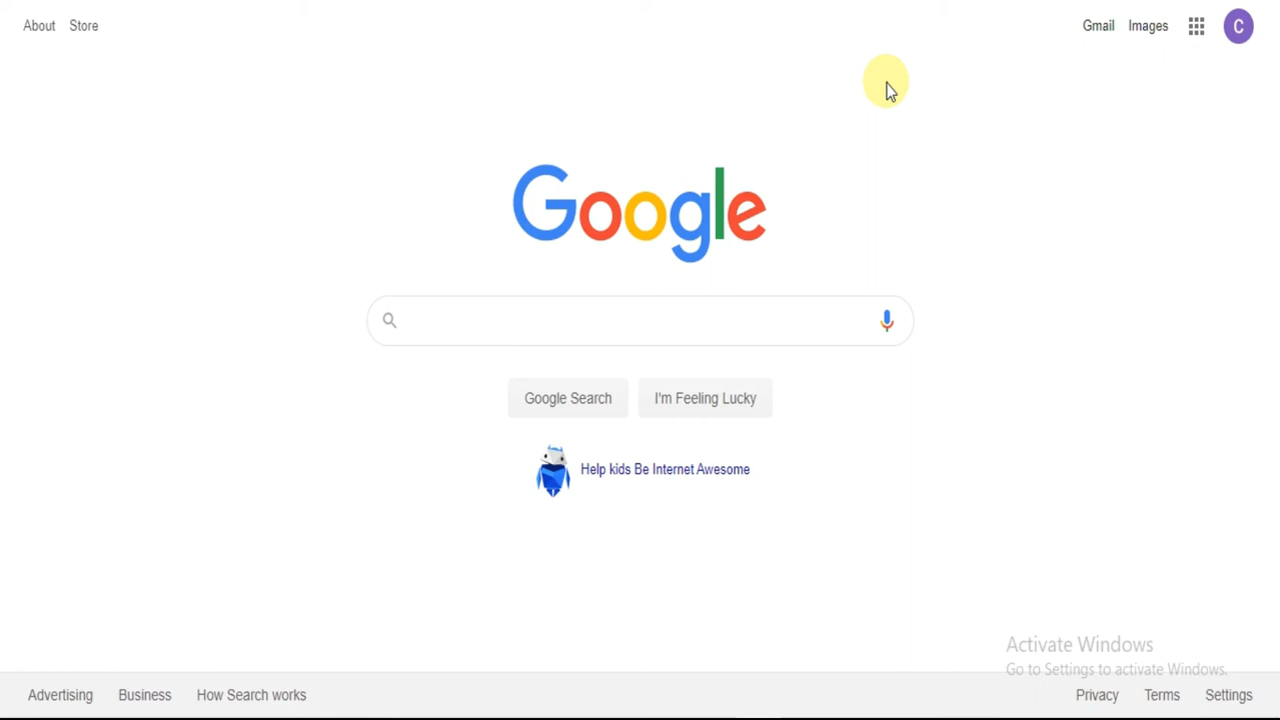 About Store
Gmail Images
C
Google
Google Search I'm Feeling Lucky
Help kids Be Internet Awesome
Activate Windows
Go to Settings to activate Windows.
Advertising Business How Search works
Privacy Terms Settings